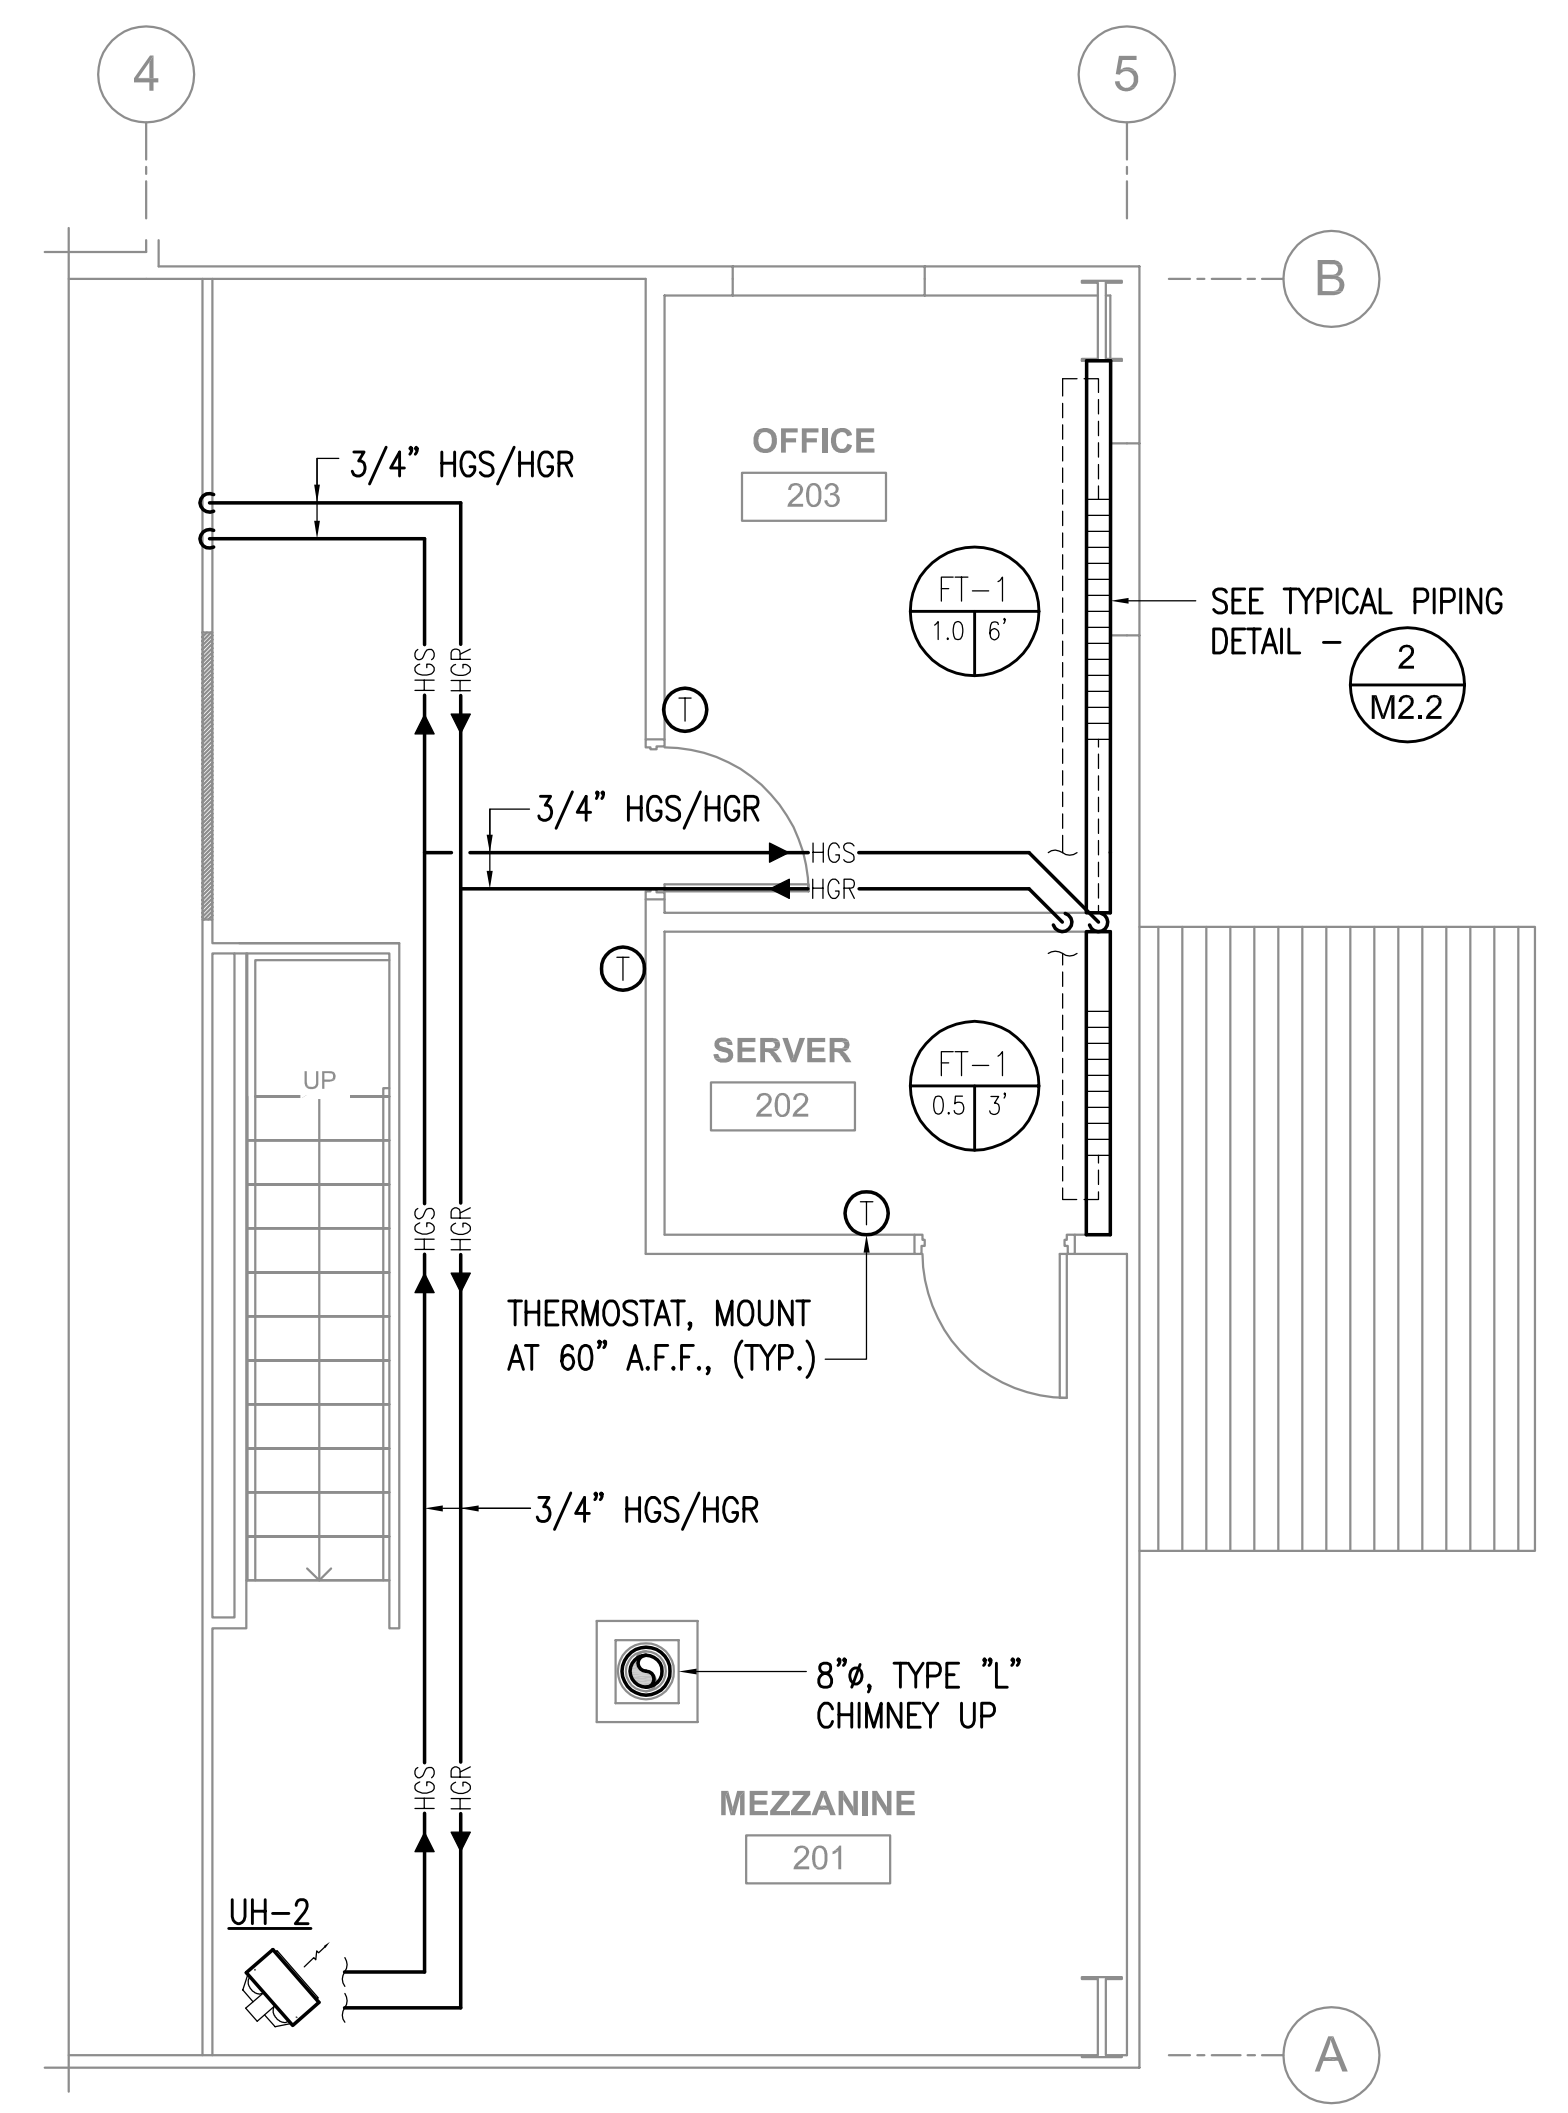 4
5
B
OFFICE
203
3/4" HGS/HGR
FT-1
1.0 6'
SEE TYPICAL PIPING
DETAIL -
2
M2.2
HGS
HGR
T
3/4" HGS/HGR
HGS
HGR
T
SERVER
202
FT-1
0.5 3'
UP
T
HGS
HGR
THERMOSTAT, MOUNT
AT 60" A.F.F., (TYP.)
3/4" HGS/HGR
8"ø, TYPE "L"
CHIMNEY UP
HGS
HGR
MEZZANINE
201
UH-2
A